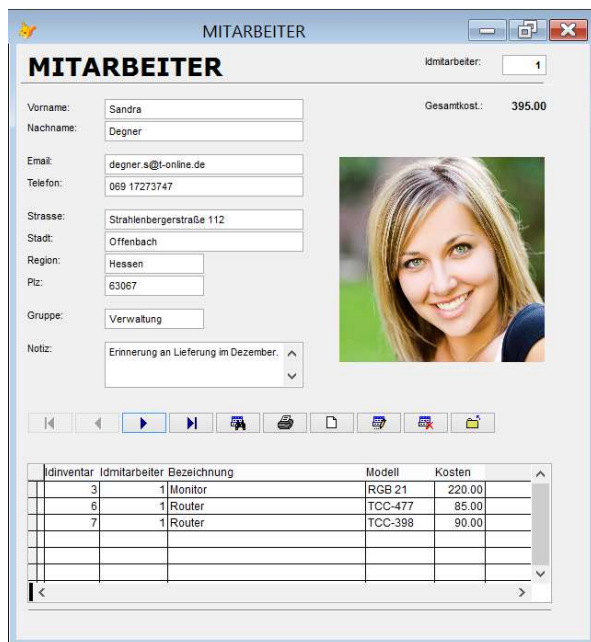 MITARBEITER
MITARBEITER
Idmitarbeiter: 1
Vorname: Sandra
Gesamtkost.: 395.00
Nachname: Degner
Email: degner.s@t-online.de
Telefon: 069 17273747
Strasse: Strahlenbergerstraße 112
Stadt: Offenbach
Region: Hessen
Plz: 63067
Gruppe: Verwaltung
Notiz: Erinnerung an Lieferung im Dezember.
Idinventar Idmitarbeiter Bezeichnung Modell Kosten
3 1 Monitor RGB 21 220.00
6 1 Router TCC-477 85.00
7 1 Router TCC-398 90.00